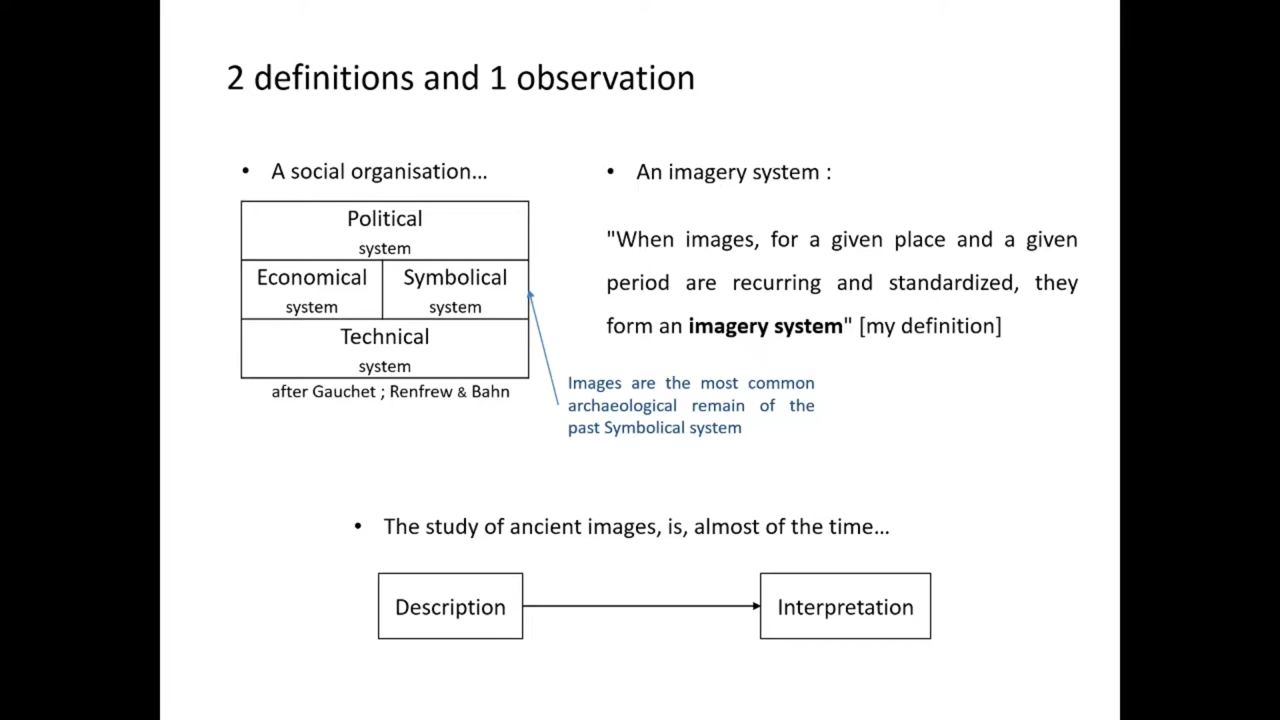 2 definitions and 1 observation
• A social organisation…
Political
system
Economical
system
Symbolical
system
Technical
system
after Gauchet ; Renfrew & Bahn
• An imagery system :
"When images, for a given place and a given
period are recurring and standardized, they
form an imagery system" [my definition]
Images are the most common
archaeological remain of the
past Symbolical system
• The study of ancient images, is, almost of the time…
Description
Interpretation